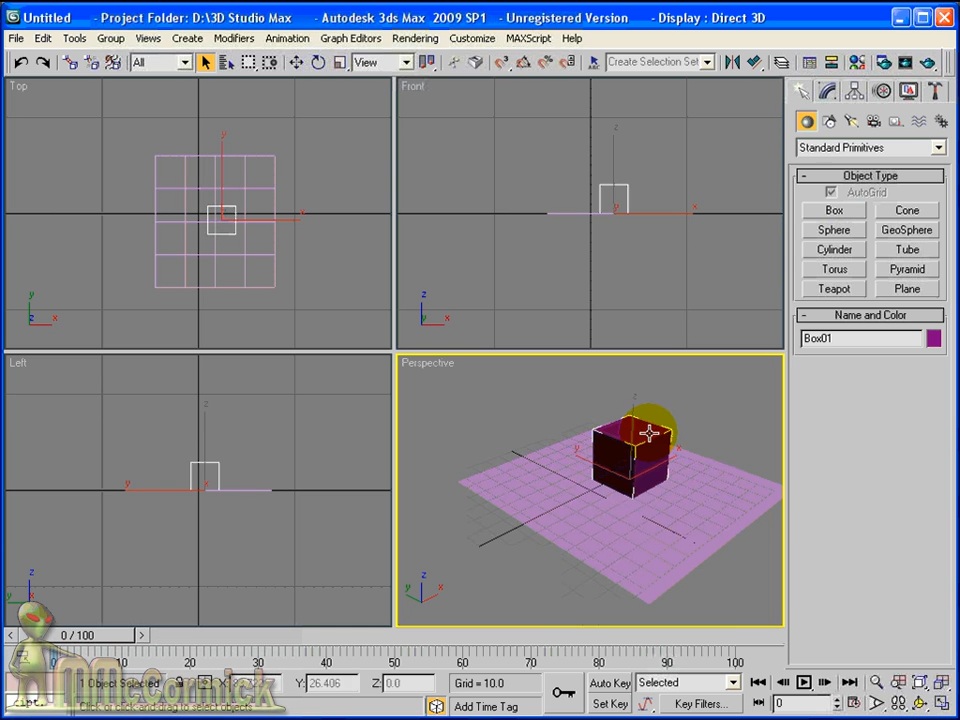 Untitled - Project Folder: D:\3D Studio Max - Autodesk 3ds Max 2009 SP1 - Unregistered Version - Display : Direct 3D
File Edit Tools Group Views Create Modifiers Animation Graph Editors Rendering Customize MAXScript Help
All View Create Selection Set
Top
y
x
y
z x
Front
z
y x
z
y x
Standard Primitives
- Object Type
AutoGrid
Box Cone
Sphere GeoSphere
Cylinder Tube
Torus Pyramid
Teapot Plane
- Name and Color
Box01
Left
z
y x
z
y x
Perspective
z
y x
z
y x
< 0 / 100 >
10 20 30 40 50 60 70 80 90 100
1 Object Selected Y: 26.406 Z: 0.0 Grid = 10.0 Auto Key Selected
MMcCormick
Click or click-and-drag to select objects Add Time Tag Set Key Key Filters... 0